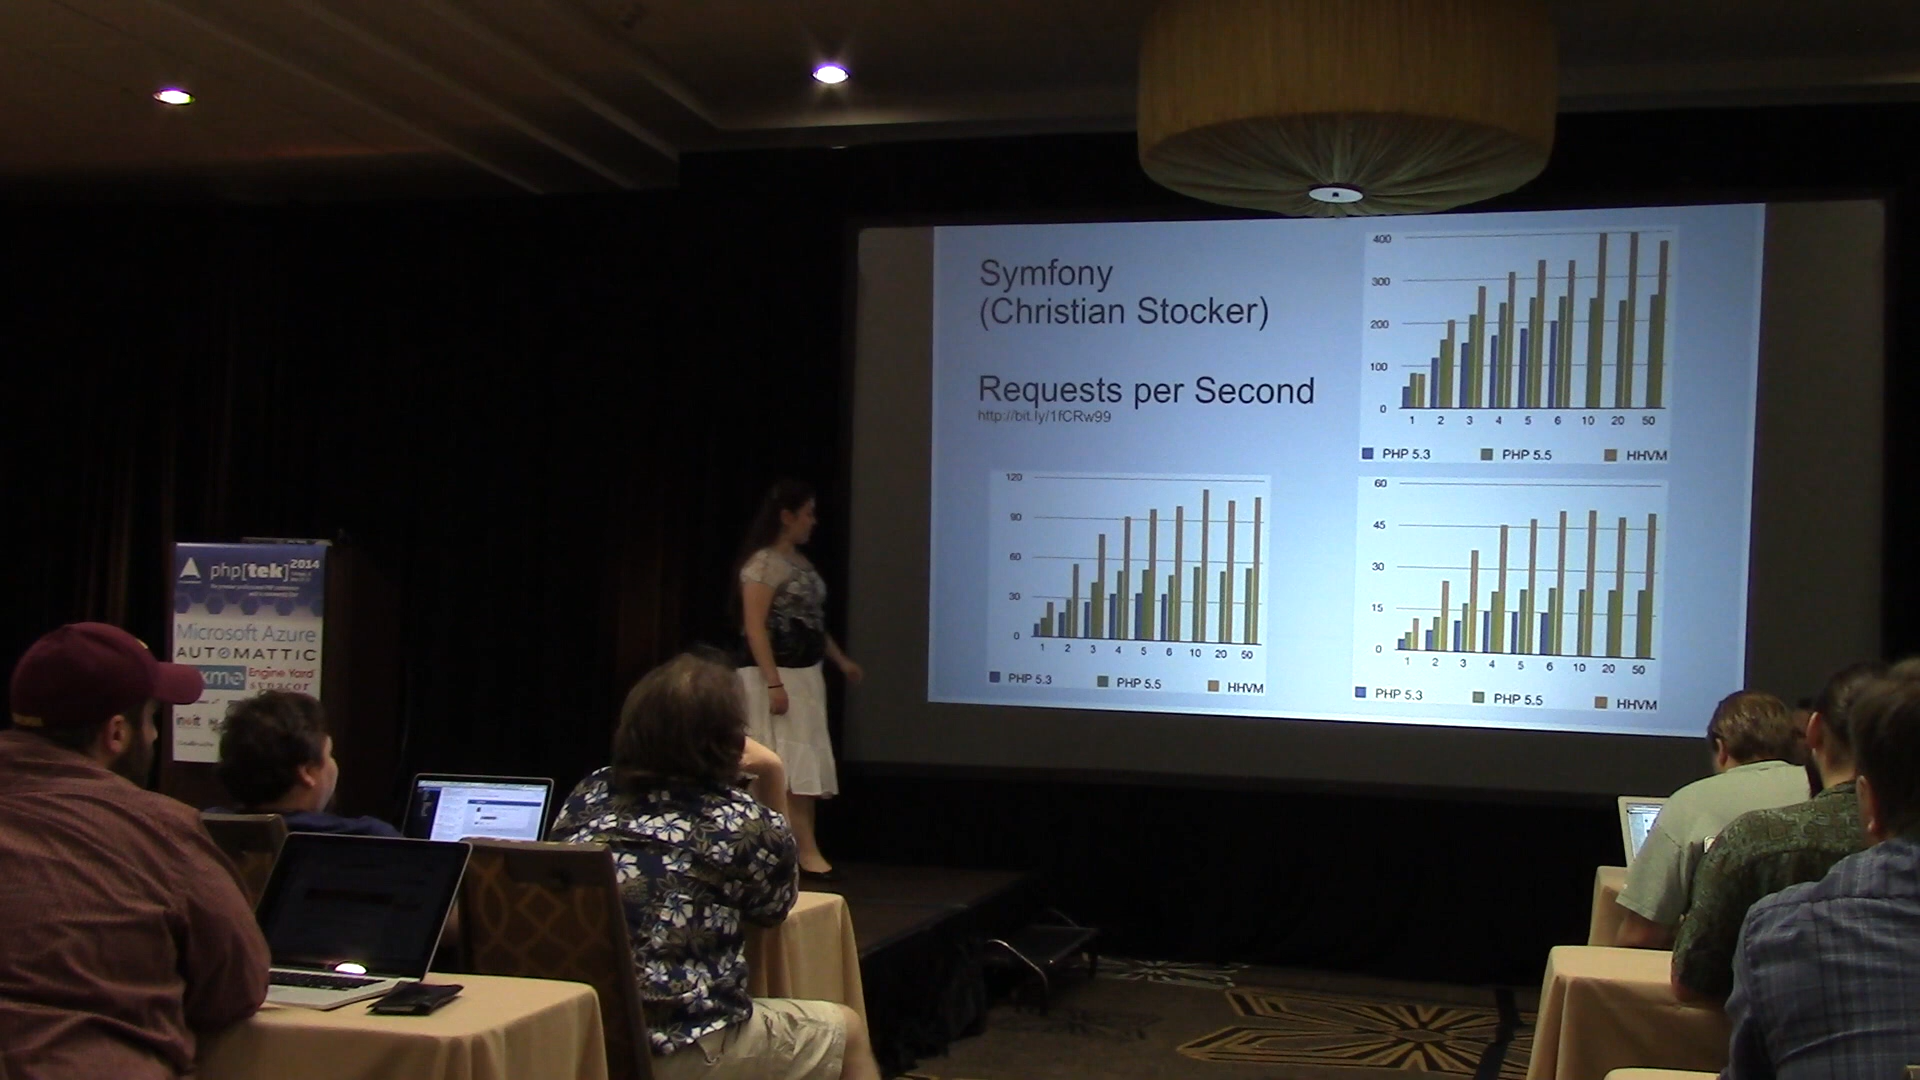 Symfony
(Christian Stocker)
Requests per Second
http://bit.ly/1fCRw99
400
300
200
100
0
1 2 3 4 5 6 10 20 50
PHP 5.3 PHP 5.5 HHVM
120
90
60
30
0
1 2 3 4 5 6 10 20 50
PHP 5.3 PHP 5.5 HHVM
60
45
30
15
0
1 2 3 4 5 6 10 20 50
PHP 5.3 PHP 5.5 HHVM
php[tek] 2014
Microsoft Azure
AUTOMATTIC
Engine Yard
synacor